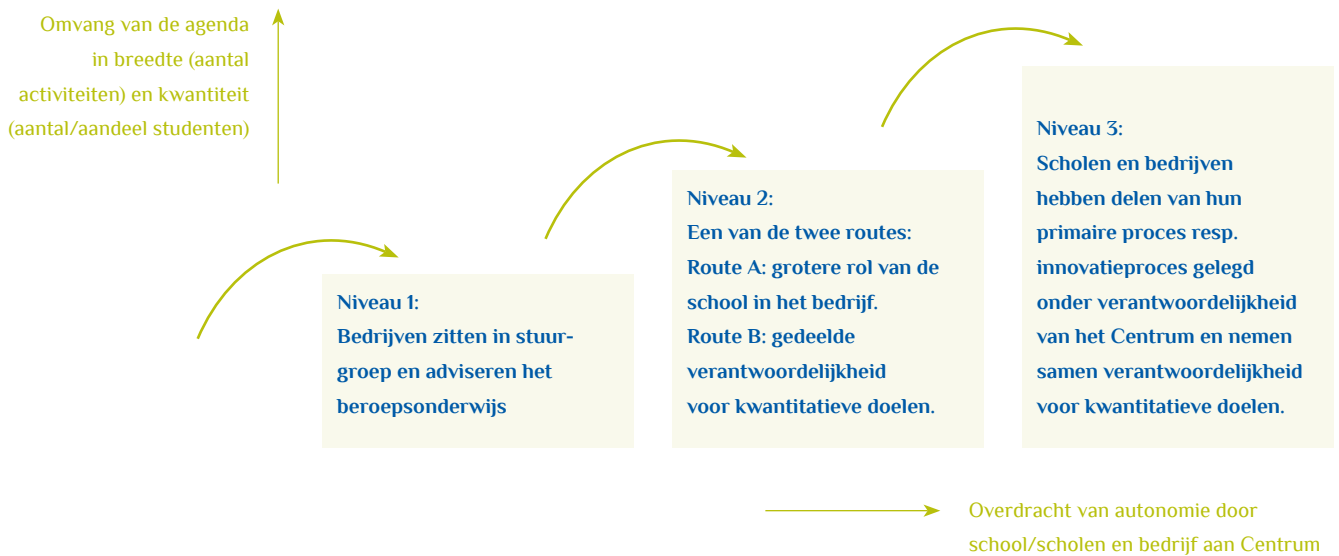 Omvang van de agenda
in breedte (aantal
activiteiten) en kwantiteit
(aantal/aandeel studenten)
Niveau 1:
Bedrijven zitten in stuur-
groep en adviseren het
beroepsonderwijs
Niveau 2:
Een van de twee routes:
Route A: grotere rol van de
school in het bedrijf.
Route B: gedeelde
verantwoordelijkheid
voor kwantitatieve doelen.
Niveau 3:
Scholen en bedrijven
hebben delen van hun
primaire proces resp.
innovatieproces gelegd
onder verantwoordelijkheid
van het Centrum en nemen
samen verantwoordelijkheid
voor kwantitatieve doelen.
Overdracht van autonomie door
school/scholen en bedrijf aan Centrum